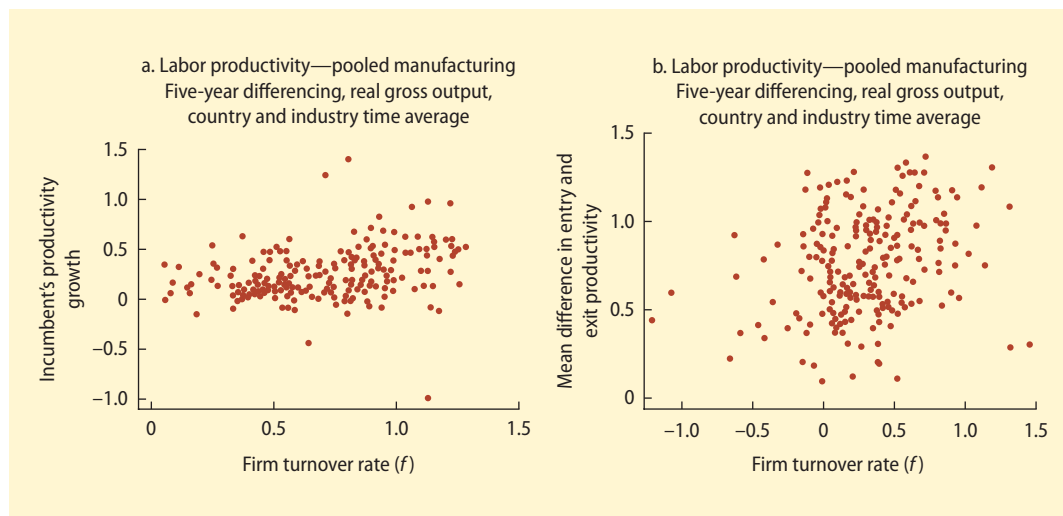 a. Labor productivity—pooled manufacturing
Five-year differencing, real gross output,
country and industry time average
Incumbent's productivity
growth
1.5
1.0
0.5
0
−0.5
−1.0
0
0.5
1.0
1.5
Firm turnover rate (f)
b. Labor productivity—pooled manufacturing
Five-year differencing, real gross output,
country and industry time average
Mean difference in entry and
exit productivity
1.5
1.0
0.5
0
−1.0
−0.5
0
0.5
1.0
1.5
Firm turnover rate (f)